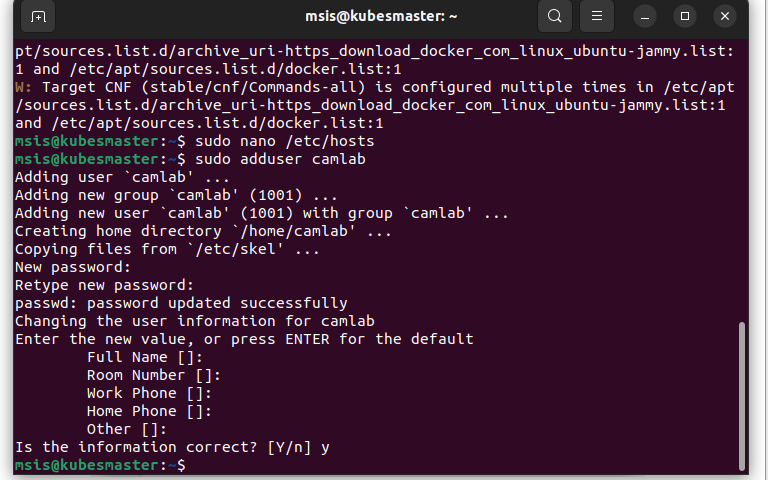 msis@kubesmaster: ~
pt/sources.list.d/archive_uri-https_download_docker_com_linux_ubuntu-jammy.list:
1 and /etc/apt/sources.list.d/docker.list:1
W: Target CNF (stable/cnf/Commands-all) is configured multiple times in /etc/apt
/sources.list.d/archive_uri-https_download_docker_com_linux_ubuntu-jammy.list:1
and /etc/apt/sources.list.d/docker.list:1
msis@kubesmaster:~$ sudo nano /etc/hosts
msis@kubesmaster:~$ sudo adduser camlab
Adding user `camlab' ...
Adding new group `camlab' (1001) ...
Adding new user `camlab' (1001) with group `camlab' ...
Creating home directory `/home/camlab' ...
Copying files from `/etc/skel' ...
New password:
Retype new password:
passwd: password updated successfully
Changing the user information for camlab
Enter the new value, or press ENTER for the default
Full Name []:
Room Number []:
Work Phone []:
Home Phone []:
Other []:
Is the information correct? [Y/n] y
msis@kubesmaster:~$